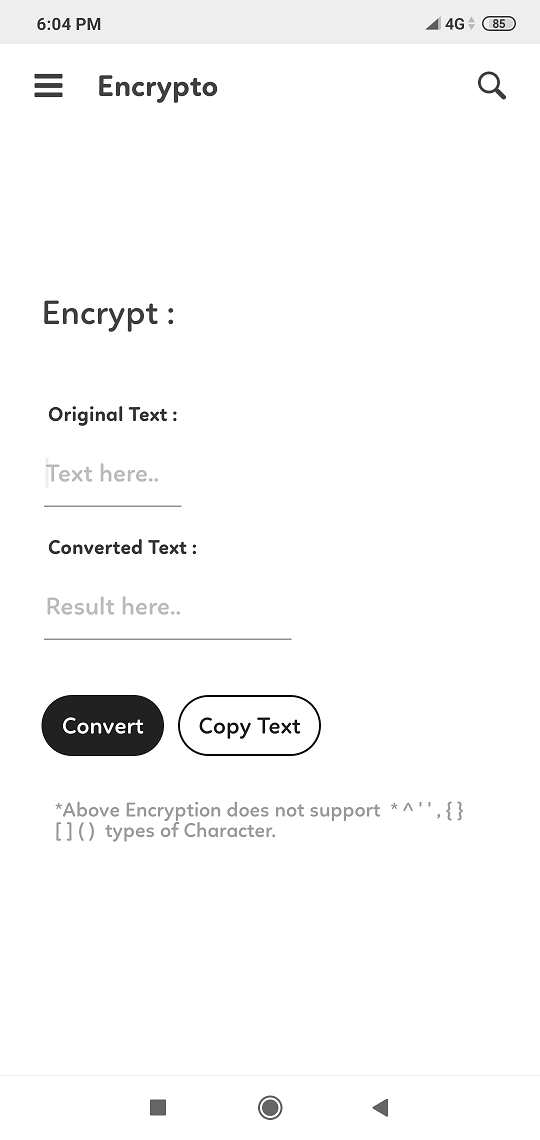 6:04 PM 4G 85
Encrypto
Encrypt :
Original Text :
Text here..
Converted Text :
Result here..
Convert Copy Text
*Above Encryption does not support * ^ ' ' , { }
[ ] ( ) types of Character.